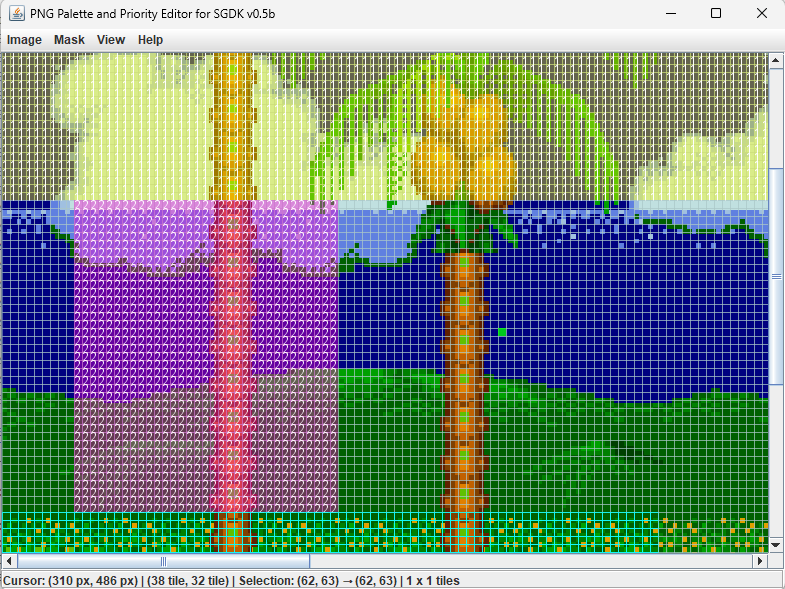 PNG Palette and Priority Editor for SGDK v0.5b
Image Mask View Help
Cursor: (310 px, 486 px) | (38 tile, 32 tile) | Selection: (62, 63) → (62, 63) | 1 x 1 tiles